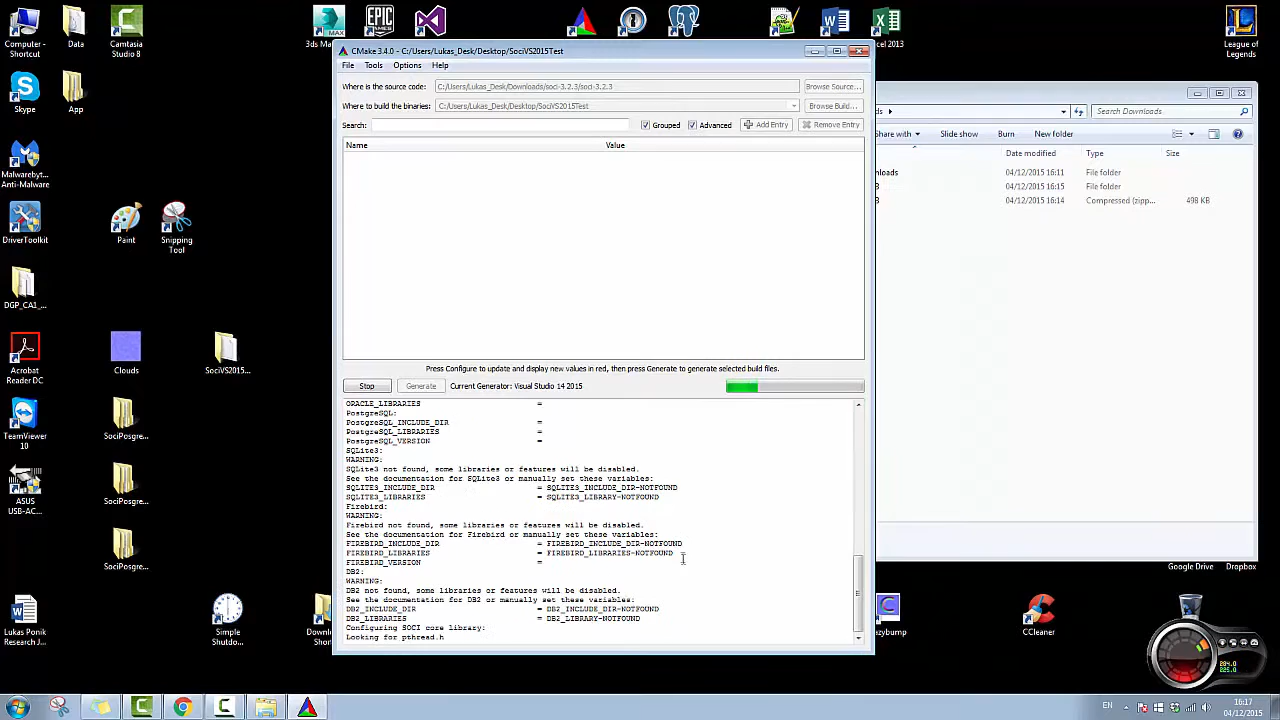 Computer - Shortcut
Data
Camtasia Studio 8
3ds Ma
EPIC GAMES
Excel 2013
League of Legends
Skype
App
Malwarebyt... Anti-Malware
DriverToolkit
Paint
Snipping Tool
DGP_CA1_...
Acrobat Reader DC
Clouds
SociVS2015...
TeamViewer 10
SociPosgre...
ASUS USB-AC...
SociPosgre...
SociPosgre...
Lukas Ponik Research J...
Simple Shutdo...
CMake 3.4.0 - C:/Users/Lukas_Desk/Desktop/SociVS2015Test
File Tools Options Help
Where is the source code: C:/Users/Lukas_Desk/Downloads/soci-3.2.3/soci-3.2.3 Browse Source...
Where to build the binaries: C:/Users/Lukas_Desk/Desktop/SociVS2015Test Browse Build...
Search: Grouped Advanced Add Entry Remove Entry
Name Value
Press Configure to update and display new values in red, then press Generate to generate selected build files.
Stop Generate Current Generator: Visual Studio 14 2015
ORACLE_LIBRARIES =
PostgreSQL:
PostgreSQL_INCLUDE_DIR =
PostgreSQL_LIBRARIES =
PostgreSQL_VERSION =
SQLite3:
WARNING:
SQLite3 not found, some libraries or features will be disabled.
See the documentation for SQLite3 or manually set these variables:
SQLITE3_INCLUDE_DIR = SQLITE3_INCLUDE_DIR-NOTFOUND
SQLITE3_LIBRARIES = SQLITE3_LIBRARY-NOTFOUND
Firebird:
WARNING:
Firebird not found, some libraries or features will be disabled.
See the documentation for Firebird or manually set these variables:
FIREBIRD_INCLUDE_DIR = FIREBIRD_INCLUDE_DIR-NOTFOUND
FIREBIRD_LIBRARIES = FIREBIRD_LIBRARIES-NOTFOUND
FIREBIRD_VERSION =
DB2:
WARNING:
DB2 not found, some libraries or features will be disabled.
See the documentation for DB2 or manually set these variables:
DB2_INCLUDE_DIR = DB2_INCLUDE_DIR-NOTFOUND
DB2_LIBRARIES = DB2_LIBRARY-NOTFOUND
Configuring SOCI core library:
Looking for pthread.h
Search Downloads
Slide show Burn New folder
Date modified Type Size
04/12/2015 16:11 File folder
04/12/2015 16:15 File folder
04/12/2015 16:14 Compressed (zipp... 498 KB
Google Drive
Dropbox
CCleaner
EN
16:17
04/12/2015